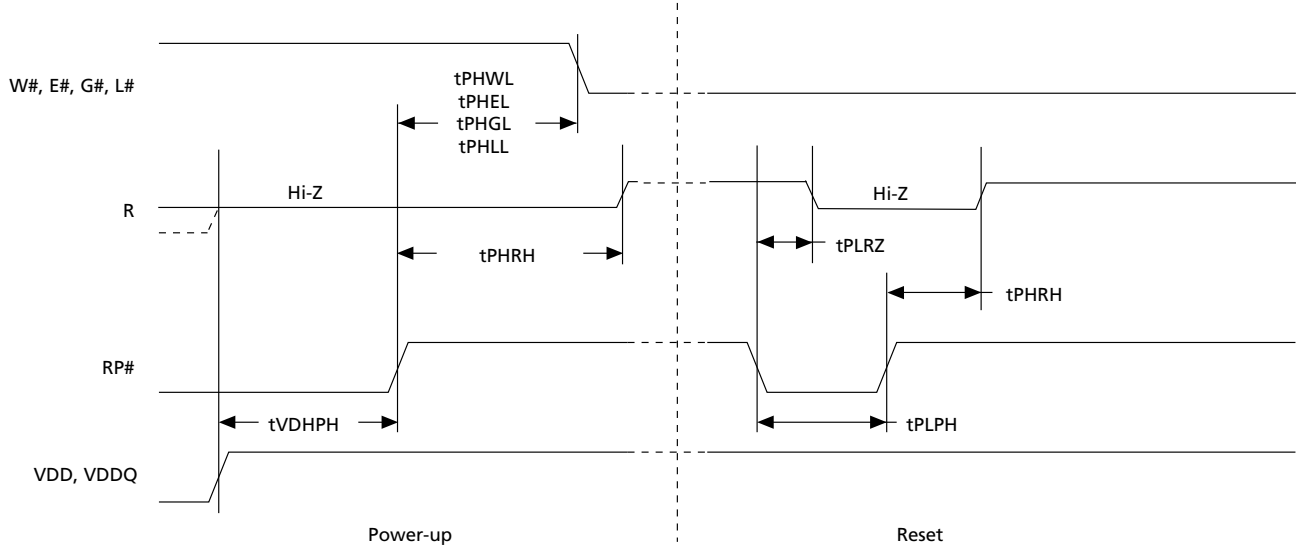 W#, E#, G#, L#
tPHWL
tPHEL
tPHGL
tPHLL
R
Hi-Z
Hi-Z
tPHRH
tPLRZ
tPHRH
RP#
tVDHPH
tPLPH
VDD, VDDQ
Power-up
Reset